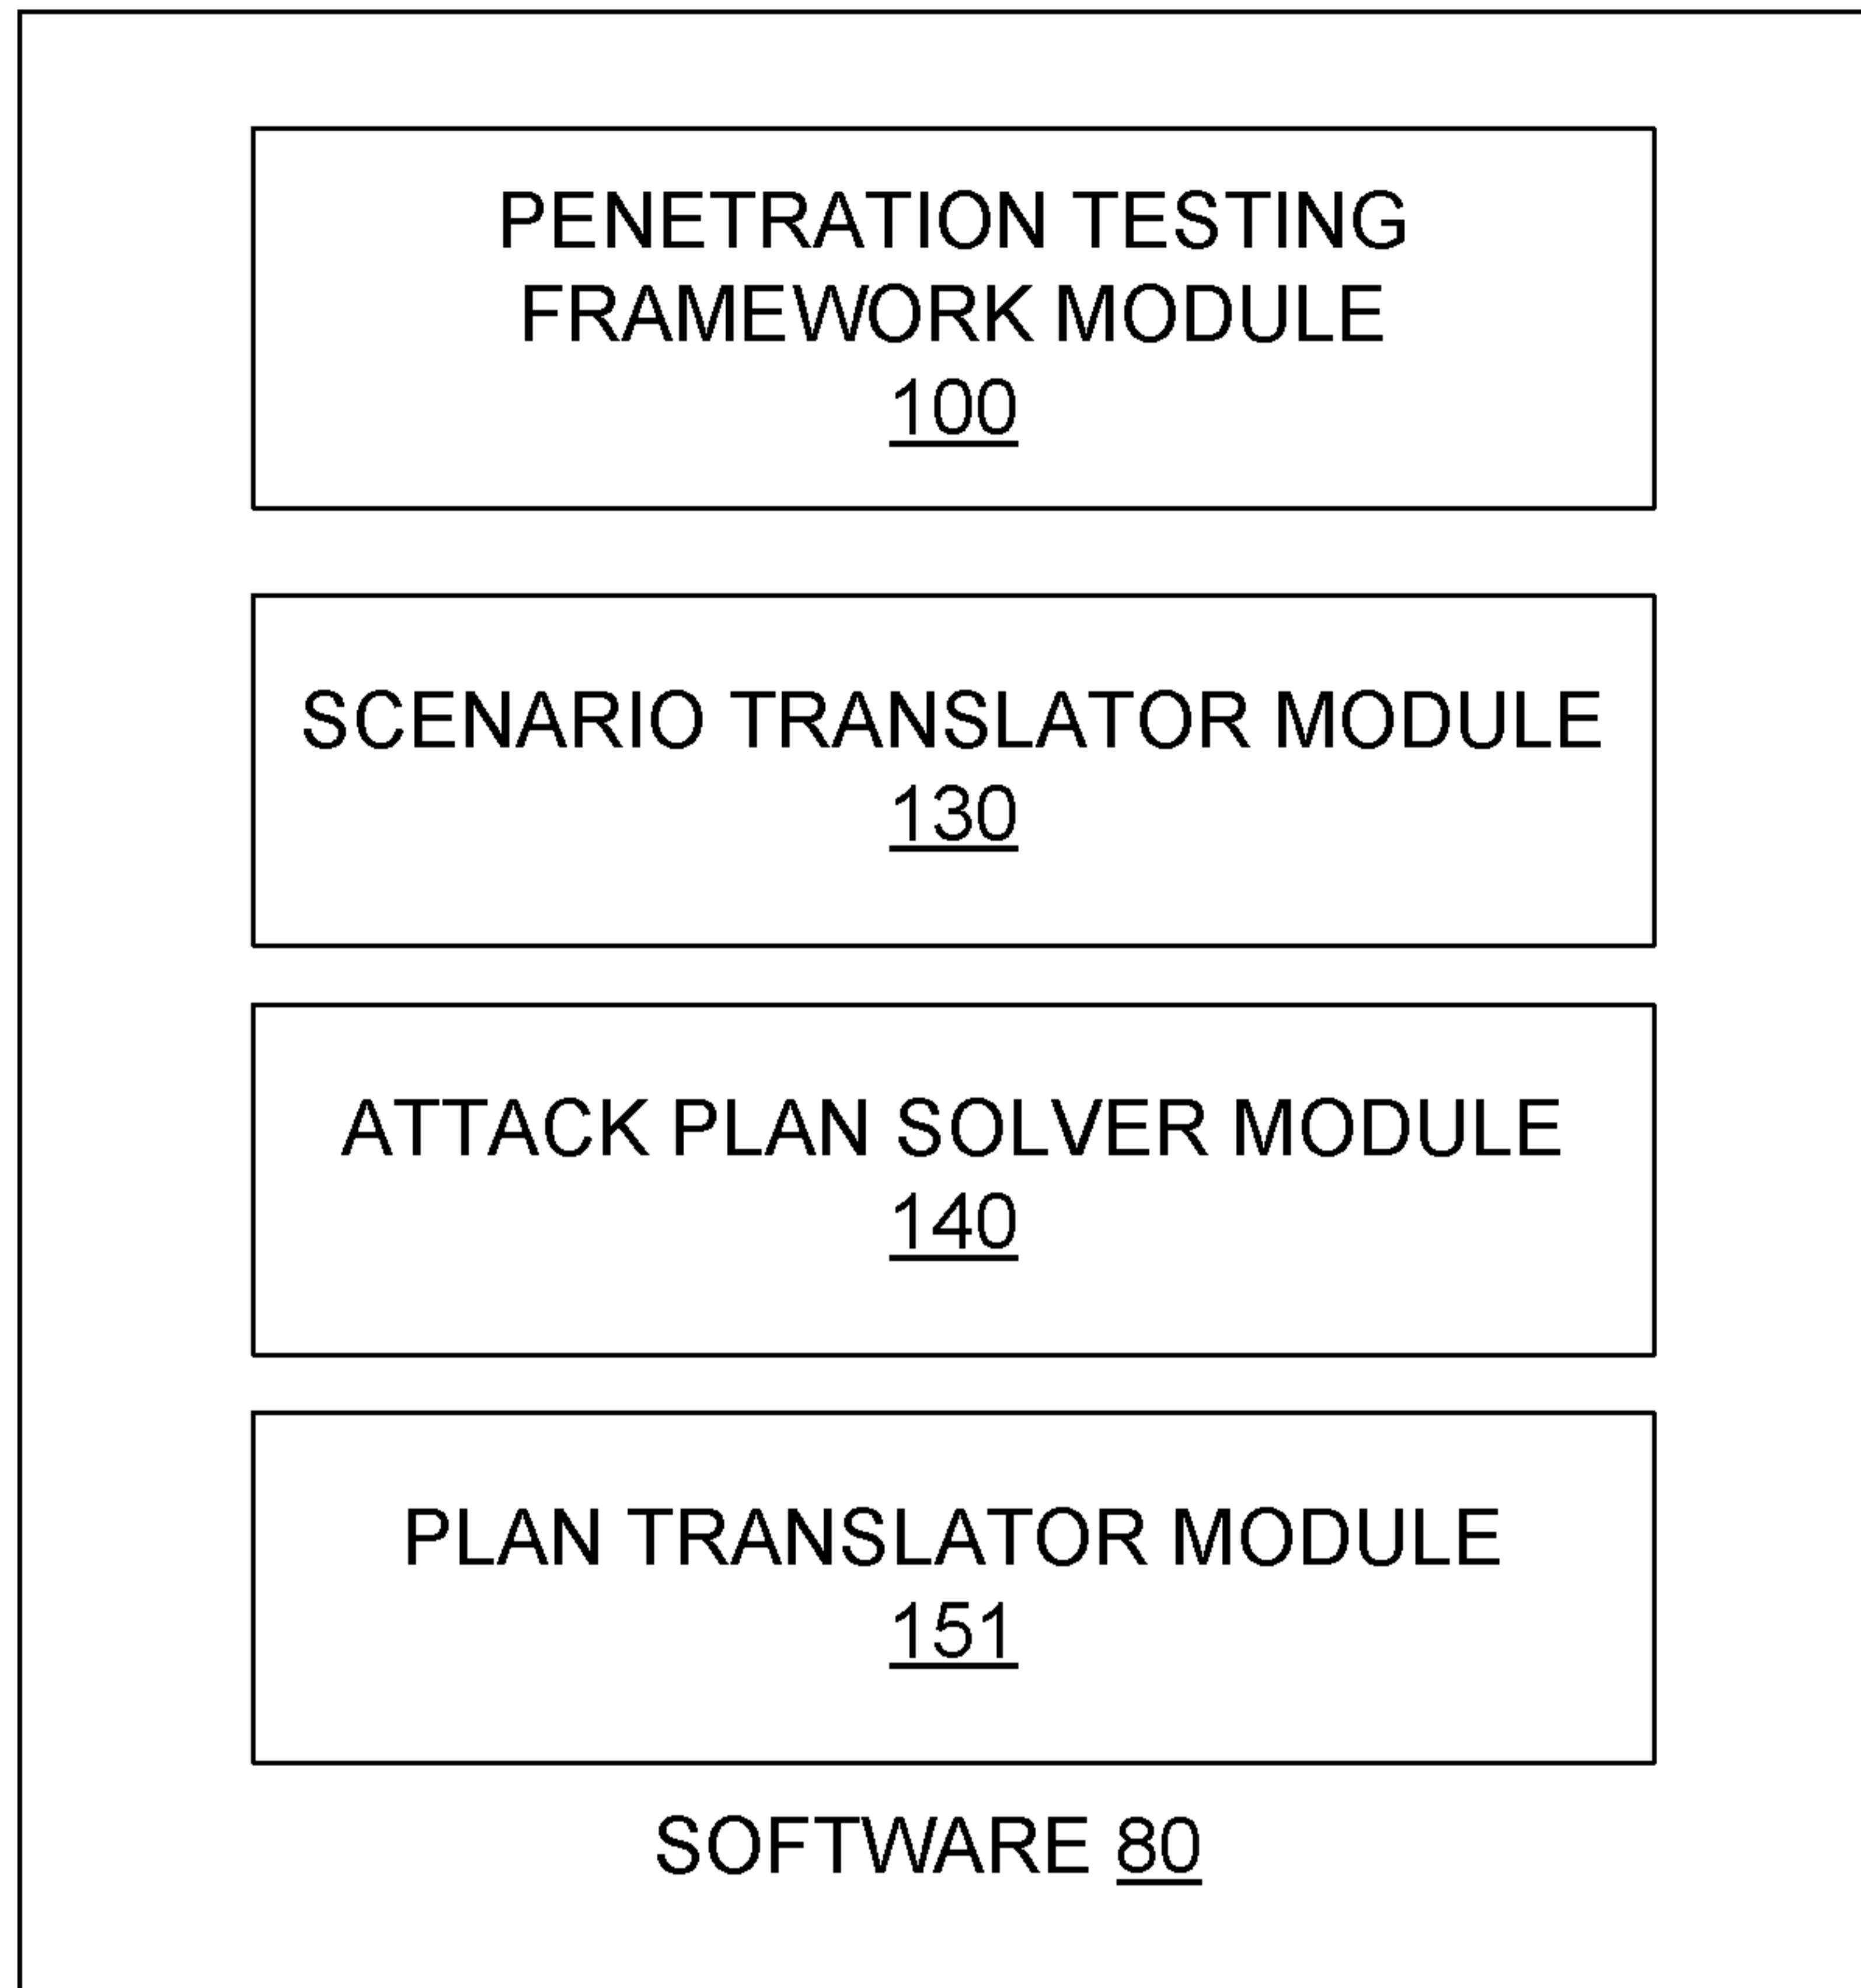 PENETRATION TESTING
FRAMEWORK MODULE
100
SCENARIO TRANSLATOR MODULE
130
ATTACK PLAN SOLVER MODULE
140
PLAN TRANSLATOR MODULE
151
SOFTWARE 80